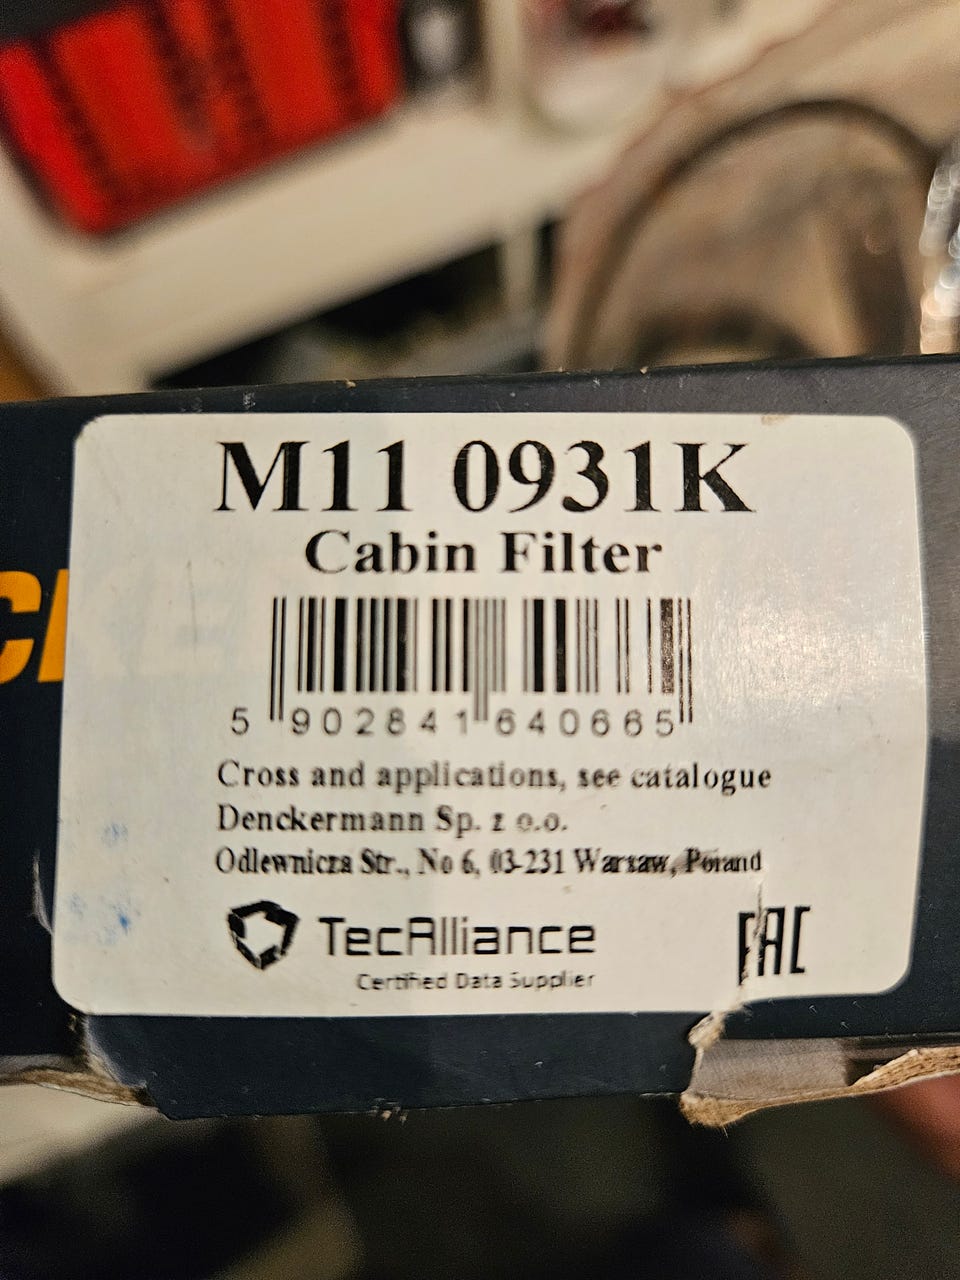 M11 0931K
Cabin Filter
5 902841 640665
Cross and applications, see catalogue
Denckermann Sp. z o.o.
Odlewnicza Str., No 6, 03-231 Warsaw, Poland
TecAlliance
Certified Data Supplier
EAC
CKE